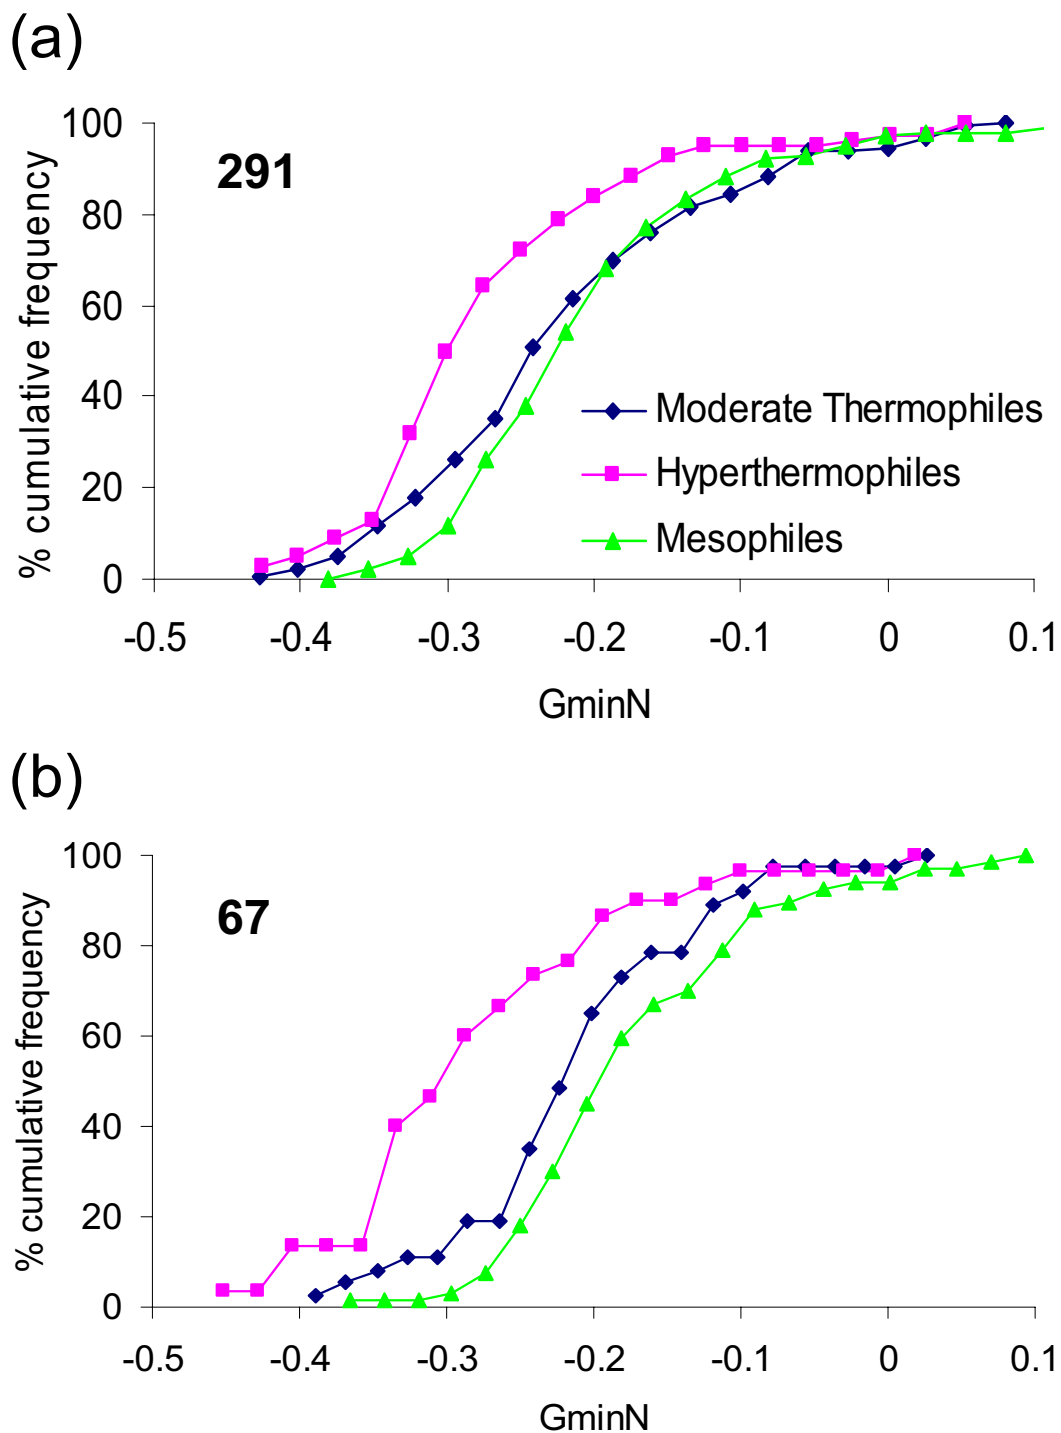 (a)
% cumulative frequency
100
80
60
40
20
0
291
Moderate Thermophiles
Hyperthermophiles
Mesophiles
-0.5 -0.4 -0.3 -0.2 -0.1 0 0.1
GminN
(b)
% cumulative frequency
100
80
60
40
20
0
67
-0.5 -0.4 -0.3 -0.2 -0.1 0 0.1
GminN